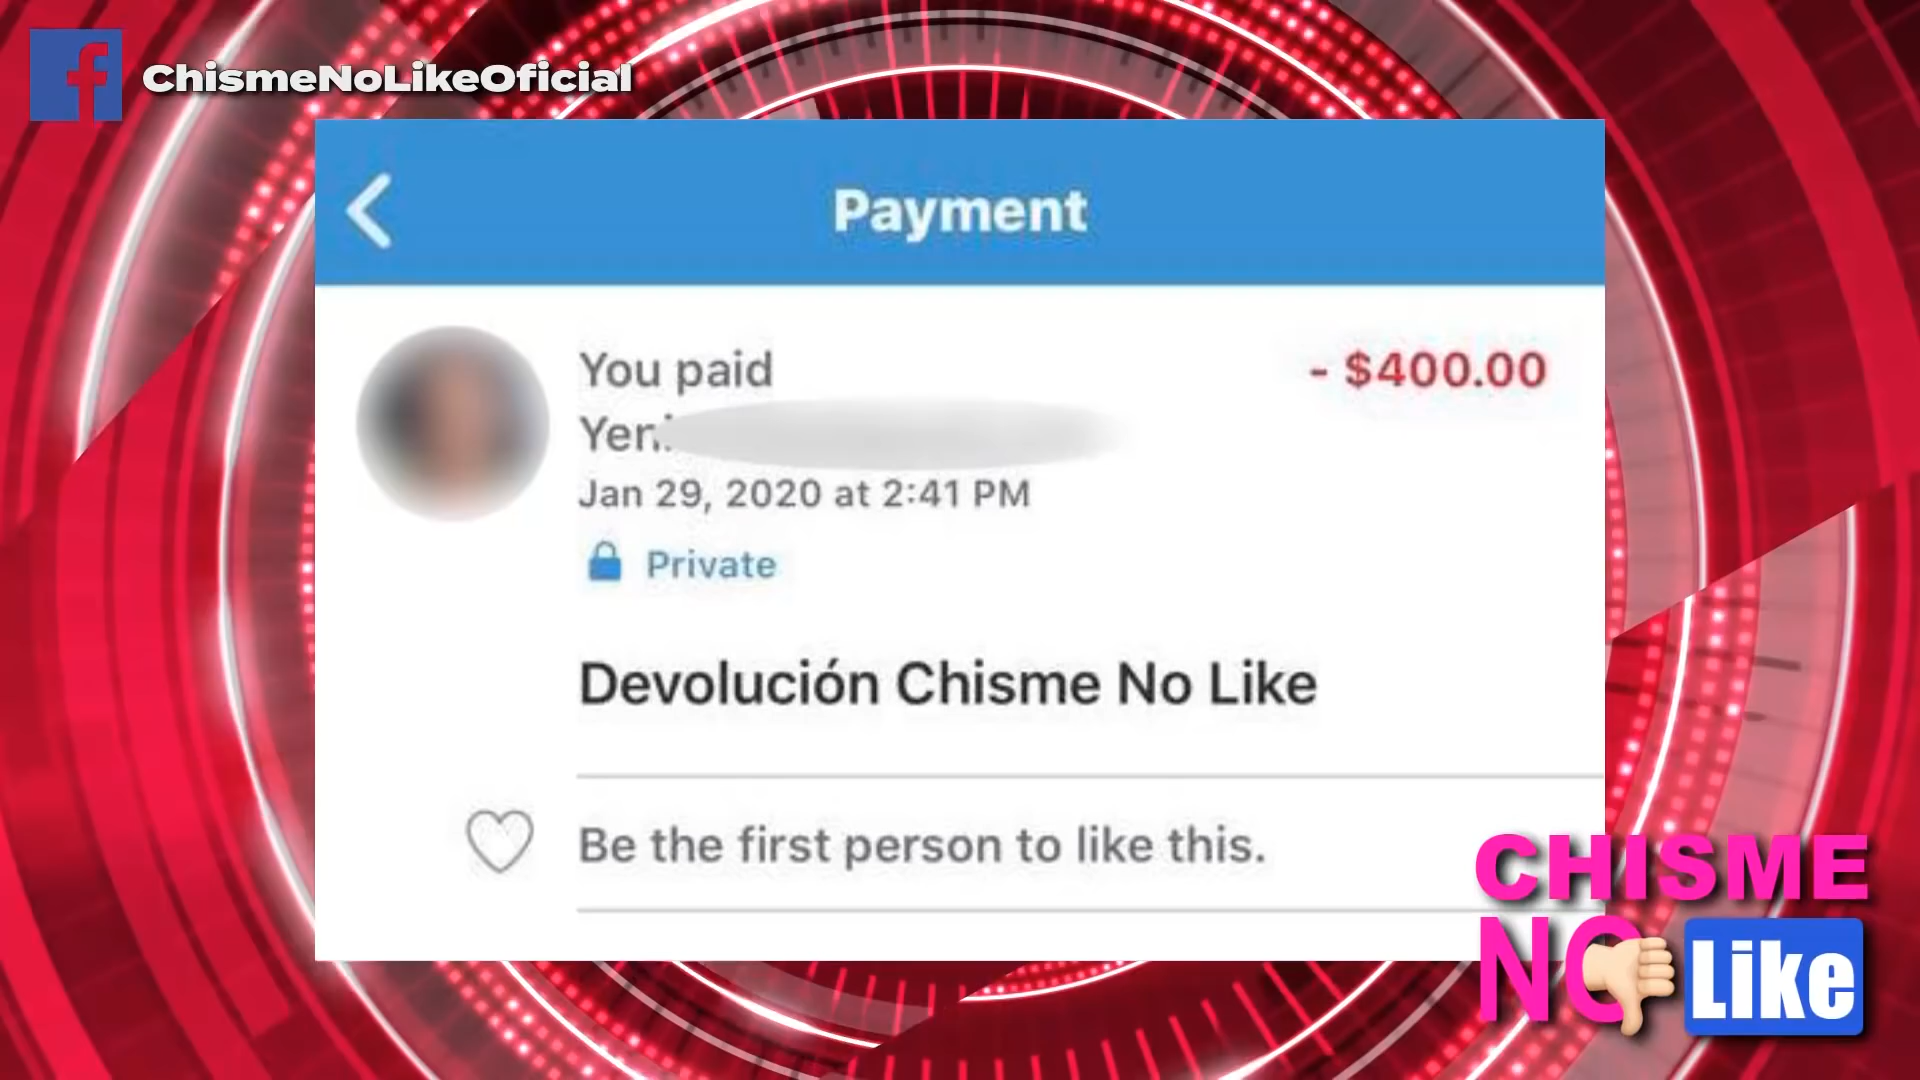 ChismeNoLikeOficial
Payment
You paid
- $400.00
Jan 29, 2020 at 2:41 PM
Private
Devolución Chisme No Like
Be the first person to like this.
CHISME
NO Like